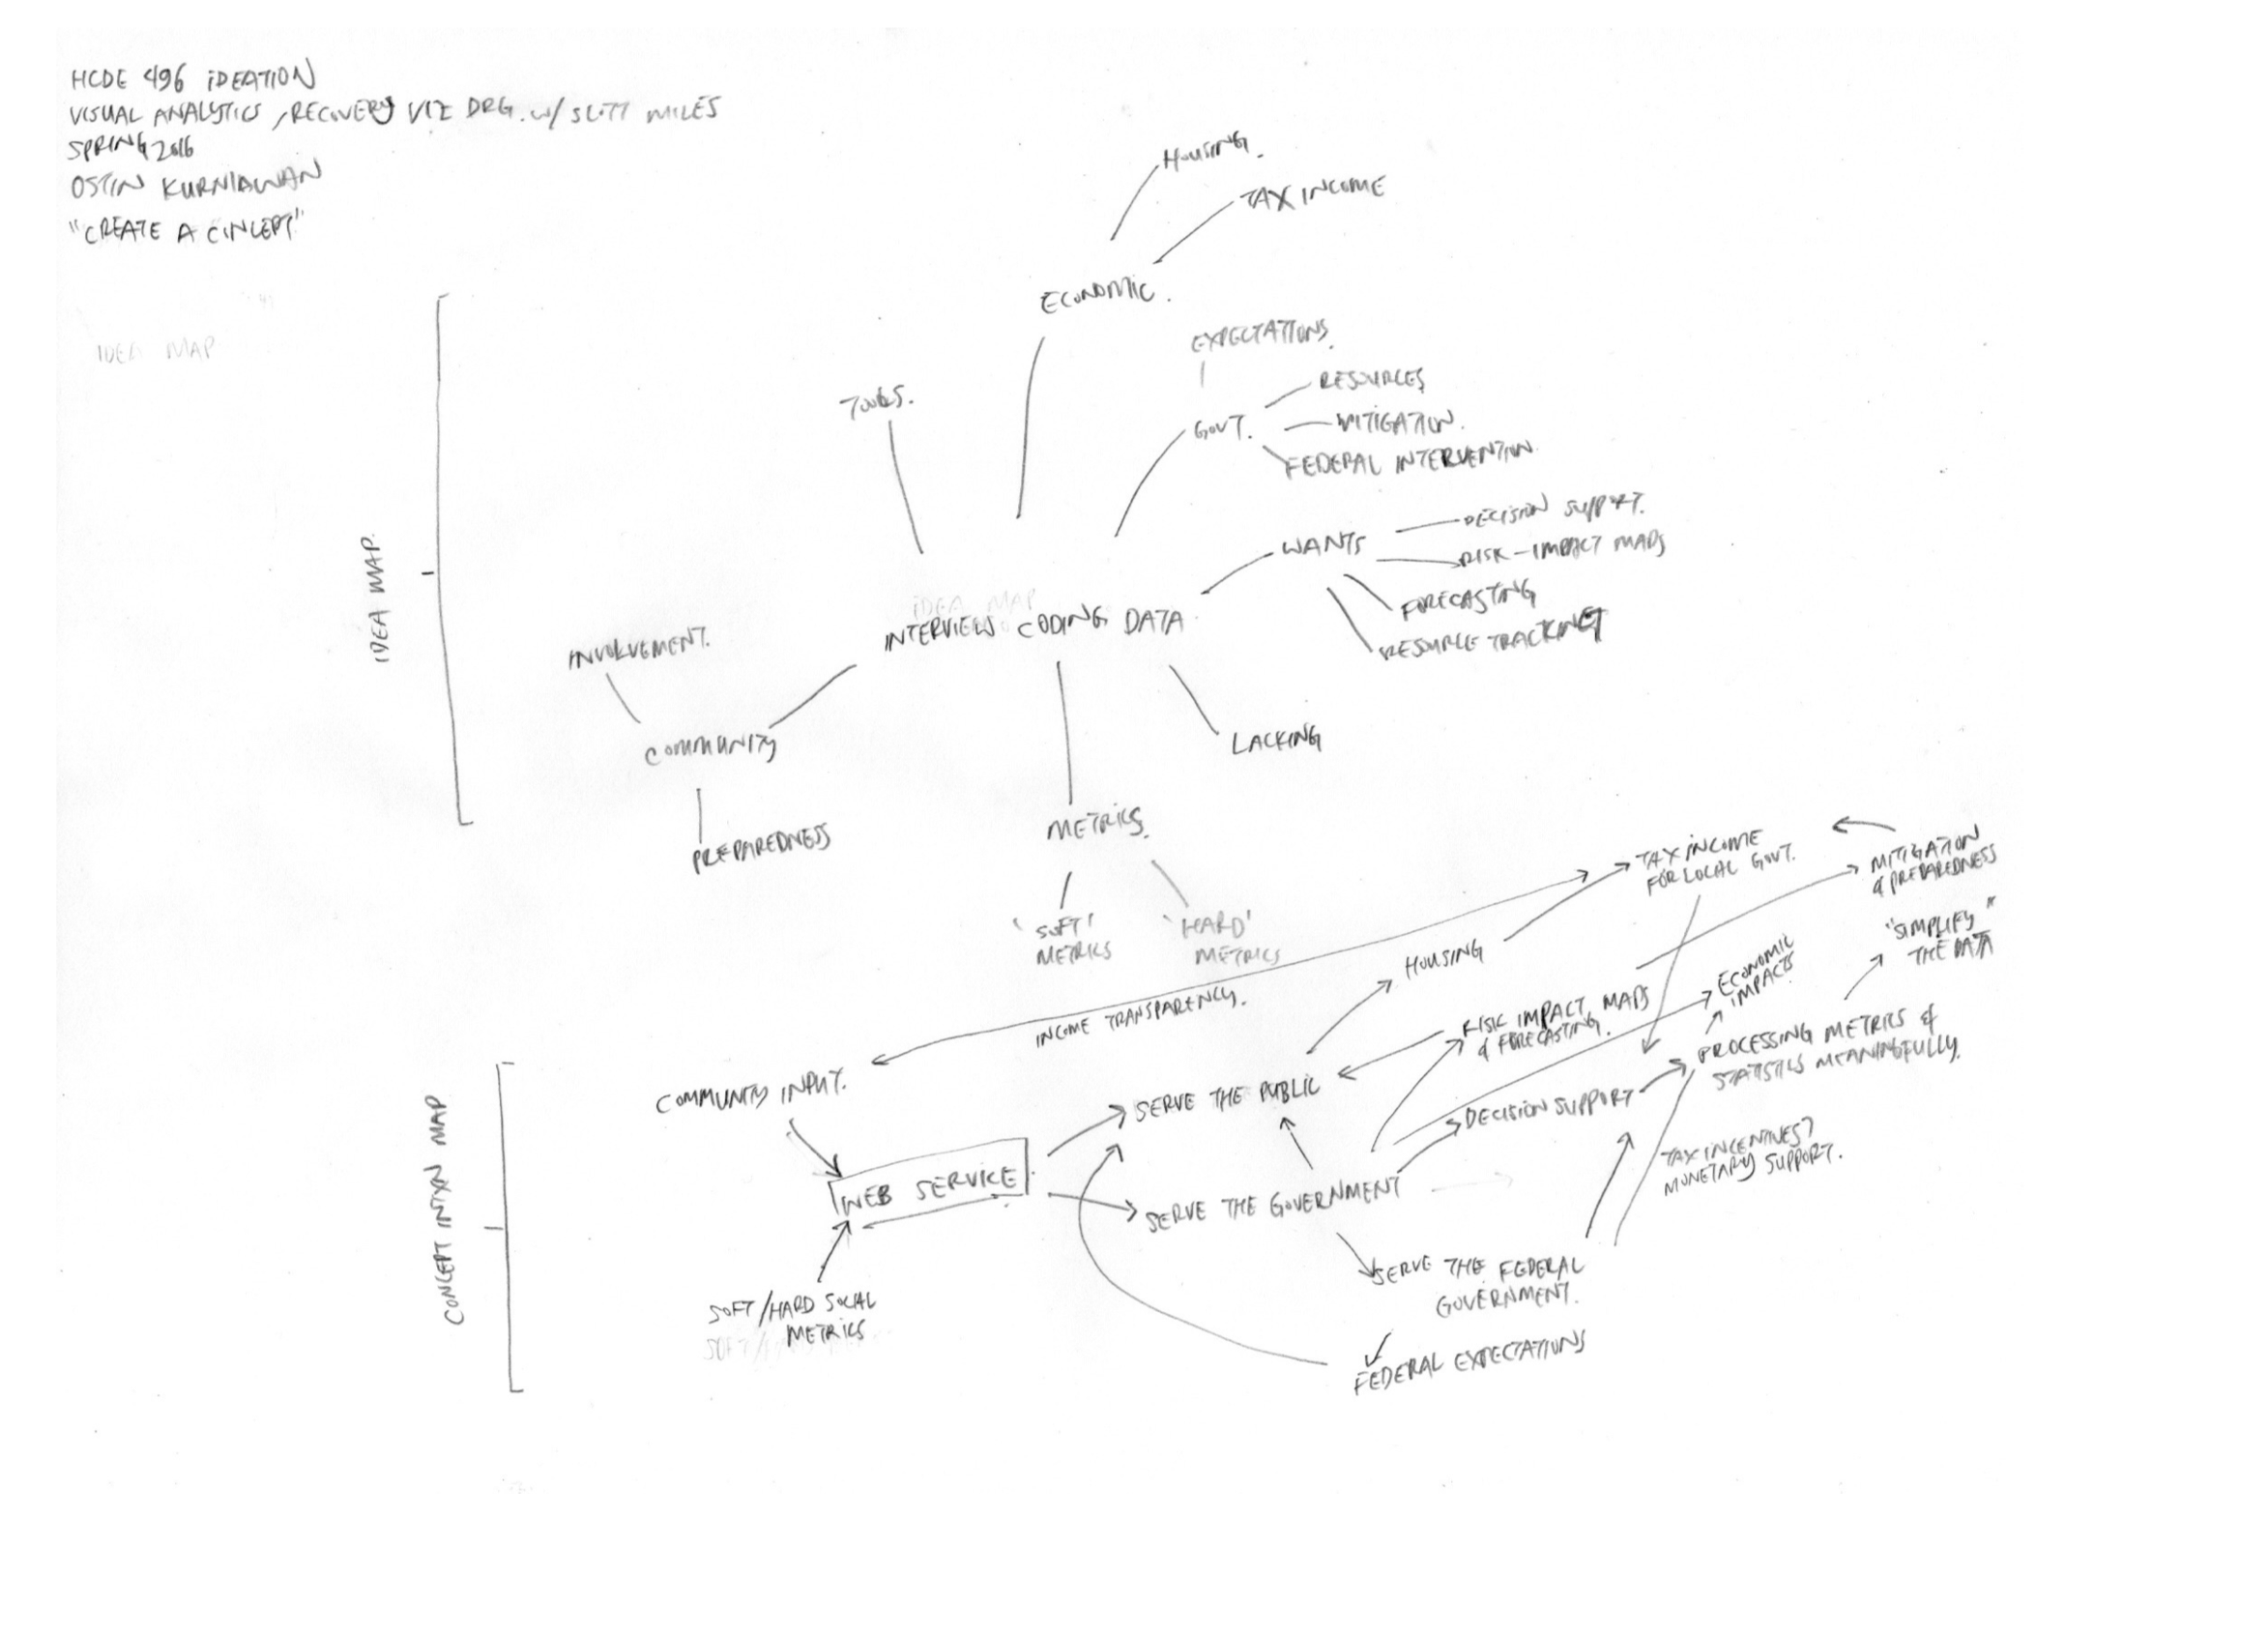 HCDE 496 IDEATION
VISUAL ANALYTICS / RECOVERY VIZ DRG. w/ SCOTT MILES
SPRING 2016
OSTIN KURNIAWAN
"CREATE A CONCEPT"
IDEA MAP
IDEA MAP.
HOUSING.
TAX INCOME
ECONOMIC.
EXPECTATIONS.
RESOURCES
TOOLS.
GOVT.
MITIGATION.
FEDERAL INTERVENTION.
DECISION SUPPORT.
WANTS
RISK-IMPACT MAPS
FORECASTING
RESOURCE TRACKING
IDEA MAP
INTERVIEW CODING DATA
INVOLVEMENT.
COMMUNITY
PREPAREDNESS
LACKING
METRICS.
'SOFT'
METRICS
'HARD'
METRICS
CONCEPT INTXN MAP
TAX INCOME
FOR LOCAL GOVT.
MITIGATION
& PREPAREDNESS
"SIMPLIFY"
THE DATA
HOUSING
ECONOMIC
IMPACTS
INCOME TRANSPARENCY.
RISK IMPACT MAPS
& FORECASTING.
PROCESSING METRICS &
STATISTICS MEANINGFULLY.
COMMUNITY INPUT.
SERVE THE PUBLIC
DECISION SUPPORT
TAX INCENTIVES?
MONETARY SUPPORT.
WEB SERVICE
SERVE THE GOVERNMENT
SERVE THE FEDERAL
GOVERNMENT.
SOFT/HARD SOCIAL
METRICS
SOFT/
FEDERAL EXPECTATIONS